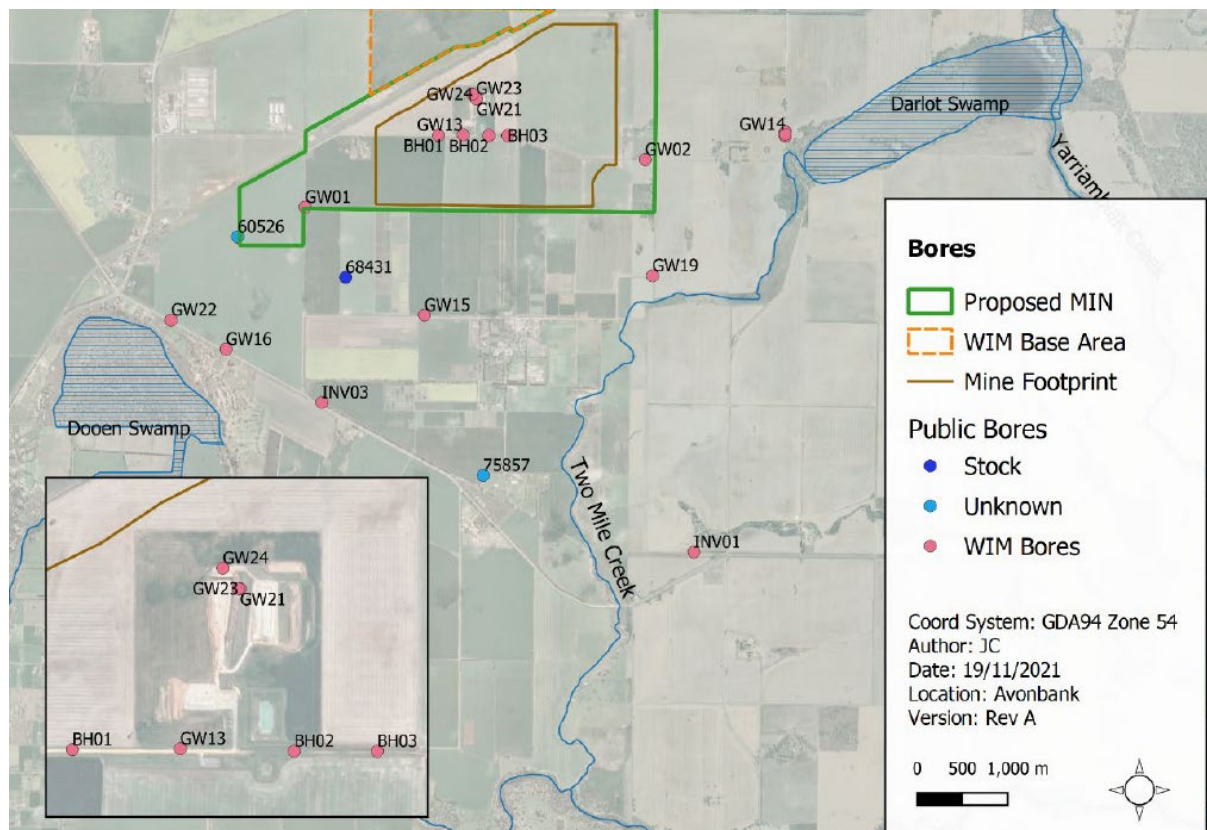 GW24
GW23
GW21
GW13
BH01
BH02
BH03
GW14
Darlot Swamp
GW02
Yarriamb
GW01
60526
68431
GW19
GW22
GW15
GW16
INV03
Dooen Swamp
75857
Two Mile Creek
INV01
GW24
GW23
GW21
BH01
GW13
BH02
BH03
Bores
Proposed MIN
WIM Base Area
Mine Footprint
Public Bores
Stock
Unknown
WIM Bores
Coord System: GDA94 Zone 54
Author: JC
Date: 19/11/2021
Location: Avonbank
Version: Rev A
0 500 1,000 m